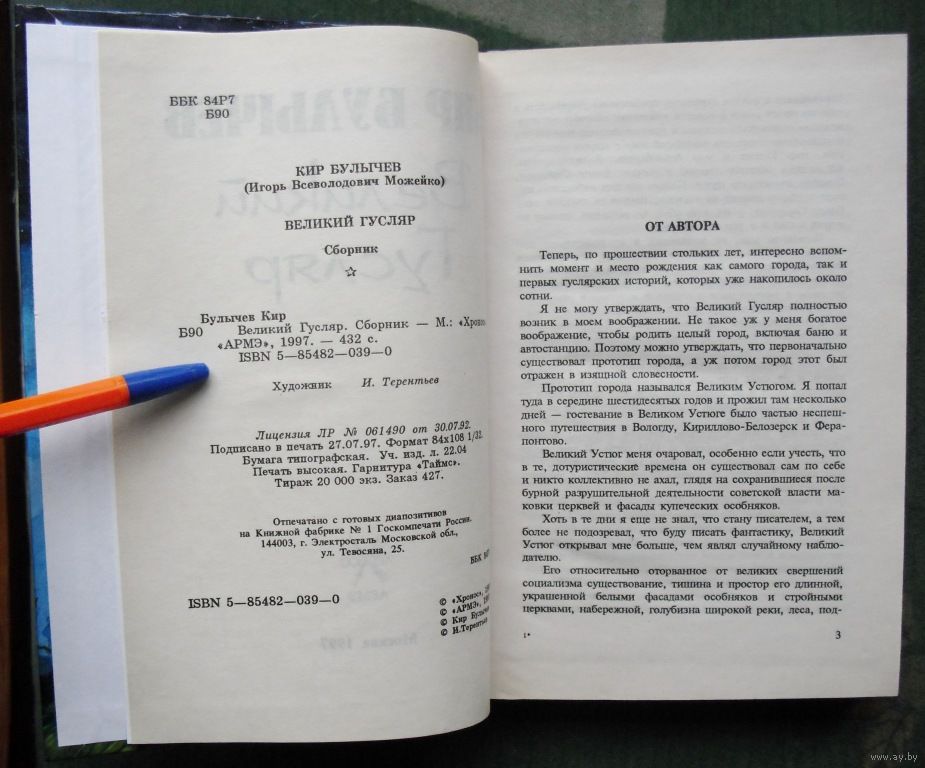 ББК 84Р7
Б90
КИР БУЛЫЧЕВ
(Игорь Всеволодович Можейко)
ВЕЛИКИЙ ГУСЛЯР
Сборник
Булычев Кир
Б90 Великий Гусляр. Сборник — М.: «Хронос»
«АРМЭ», 1997. — 432 с.
ISBN 5—85482—039—0
Художник И. Терентьев
Лицензия ЛР № 061490 от 30.07.92.
Подписано в печать 27.07.97. Формат 84х108 1/32.
Бумага типографская. Уч. изд. л. 22.04
Печать высокая. Гарнитура «Таймс».
Тираж 20 000 экз. Заказ 427.
Отпечатано с готовых диапозитивов
на Книжной фабрике № 1 Госкомпечати России.
144003, г. Электросталь Московской обл.,
ул. Тевосяна, 25.
ББК
ISBN 5—85482—039—0
© «Хронос»,
© «АРМЭ»,
© Кир Булычев
© И.Терентьев
ОТ АВТОРА
Теперь, по прошествии стольких лет, интересно вспом-
нить момент и место рождения как самого города, так и
первых гуслярских историй, которых уже накопилось около
сотни.
Я не могу утверждать, что Великий Гусляр полностью
возник в моем воображении. Не такое уж у меня богатое
воображение, чтобы родить целый город, включая баню и
автостанцию. Поэтому можно утверждать, что первоначально
существовал прототип города, а уж потом город этот был
отражен в изящной словесности.
Прототип города назывался Великим Устюгом. Я попал
туда в середине шестидесятых годов и прожил там несколько
дней — гостевание в Великом Устюге было частью неспеш-
ного путешествия в Вологду, Кириллово-Белозерск и Фера-
понтово.
Великий Устюг меня очаровал, особенно если учесть, что
в те, дотуристические времена он существовал сам по себе
и никто коллективно не ахал, глядя на сохранившиеся после
бурной разрушительной деятельности советской власти ма-
ковки церквей и фасады купеческих особняков.
Хоть в те дни я еще не знал, что стану писателем, а тем
более не подозревал, что буду писать фантастику, Великий
Устюг открывал мне больше, чем являл случайному наблю-
дателю.
Его относительно оторванное от великих свершений
социализма существование, тишина и простор его длинной,
украшенной белыми фасадами особняков и стройными
церквами, набережной, голубизна широкой реки, леса, под-
1*
3
www.ay.by